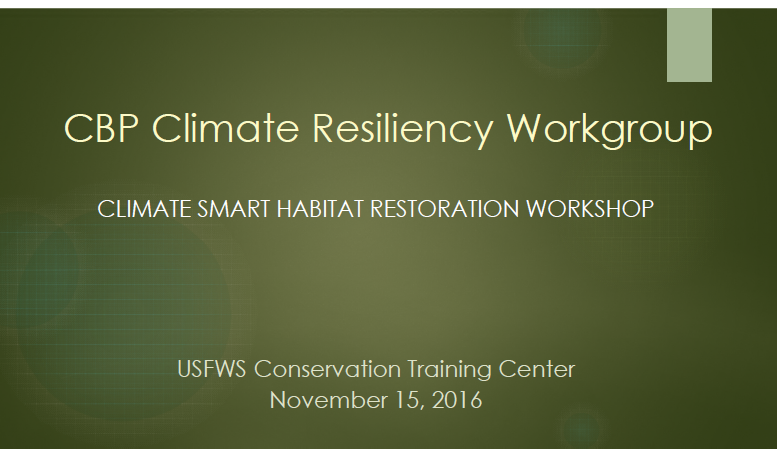 CBP Climate Resiliency Workgroup
CLIMATE SMART HABITAT RESTORATION WORKSHOP
USFWS Conservation Training Center
November 15, 2016